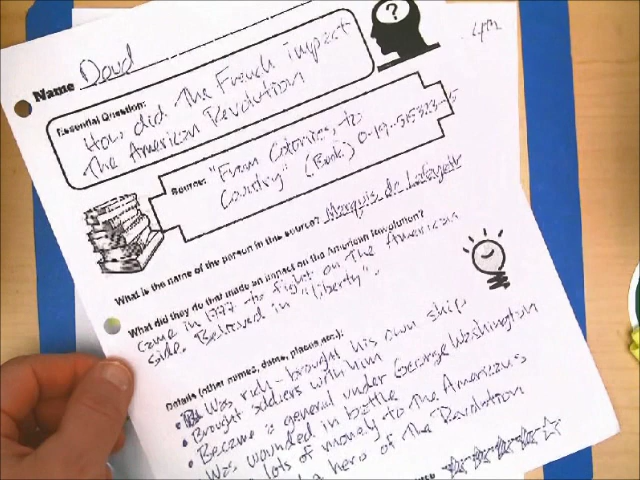 ?
4th
Name Doud
Essential Question:
How did The French impact
The American Revolution
Source: "From Colonies, to
Country" (Book)
What is the name of the person in this source? Marquis de Lafayette
What did they do that made an impact on the American Revolution?
Came in 1777 to fight on The American
side. Believed in "liberty".
Details (other names, dates, places, etc):
• Was rich - brought his own ship
• Brought soldiers with him
• Became a general under George Washington
Was wounded in battle
lots of money to The Americans
a hero of The Revolution